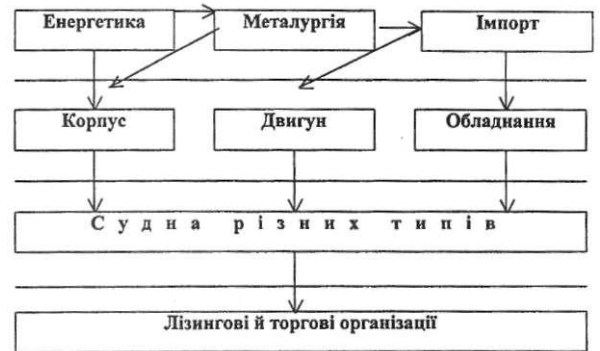 Енергетика Металургія Імпорт
Корпус Двигун Обладнання
Судна різних типів
Лізингові й торгові організації